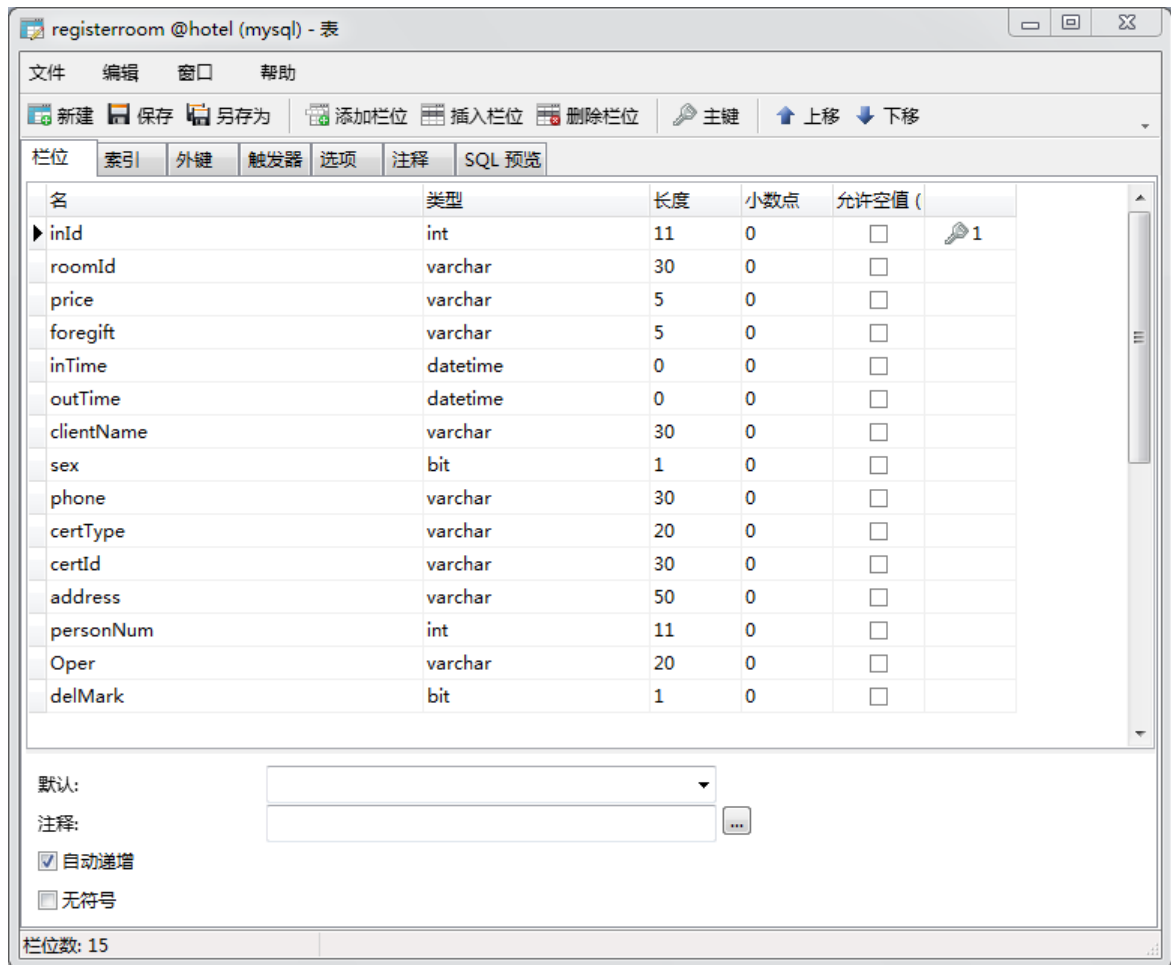 registerroom @hotel (mysql) - 表
文件 编辑 窗口 帮助
新建 保存 另存为 添加栏位 插入栏位 删除栏位 主键 上移 下移
栏位 索引 外键 触发器 选项 注释 SQL 预览
名 类型 长度 小数点 允许空值 (
inId int 11 0 1
roomId varchar 30 0
price varchar 5 0
foregift varchar 5 0
inTime datetime 0 0
outTime datetime 0 0
clientName varchar 30 0
sex bit 1 0
phone varchar 30 0
certType varchar 20 0
certId varchar 30 0
address varchar 50 0
personNum int 11 0
Oper varchar 20 0
delMark bit 1 0
默认:
注释:
...
自动递增
无符号
栏位数: 15